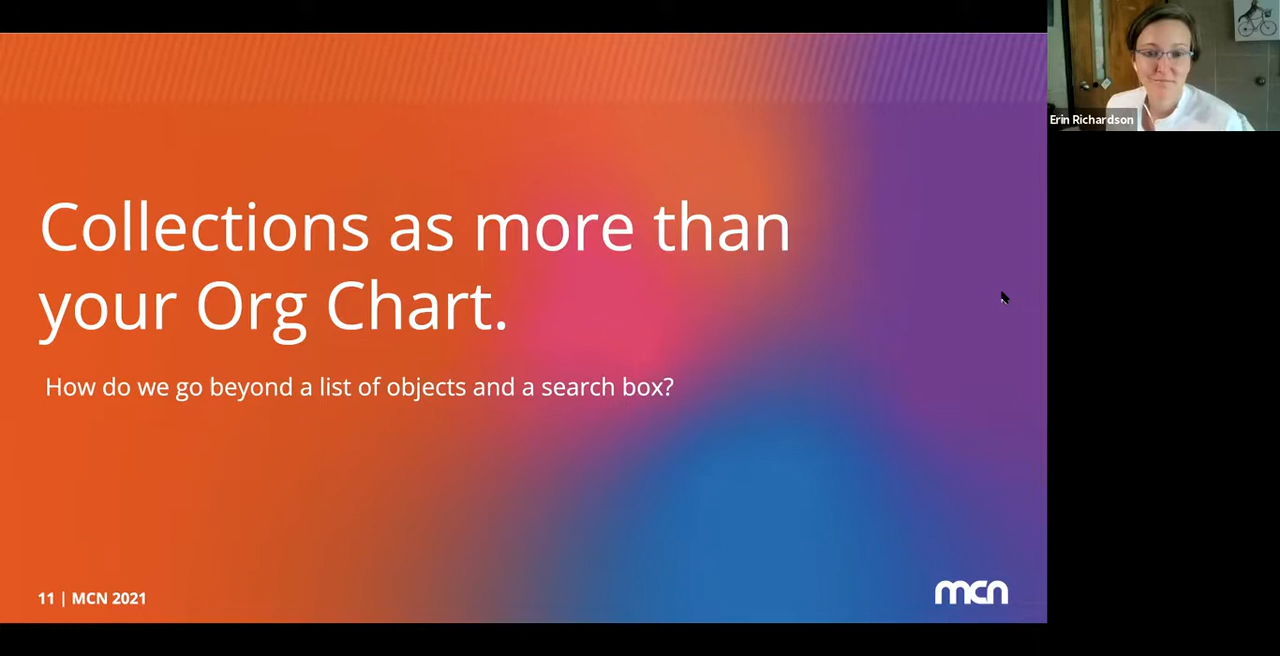 Collections as more than
your Org Chart.
How do we go beyond a list of objects and a search box?
11 | MCN 2021
mcn
Erin Richardson